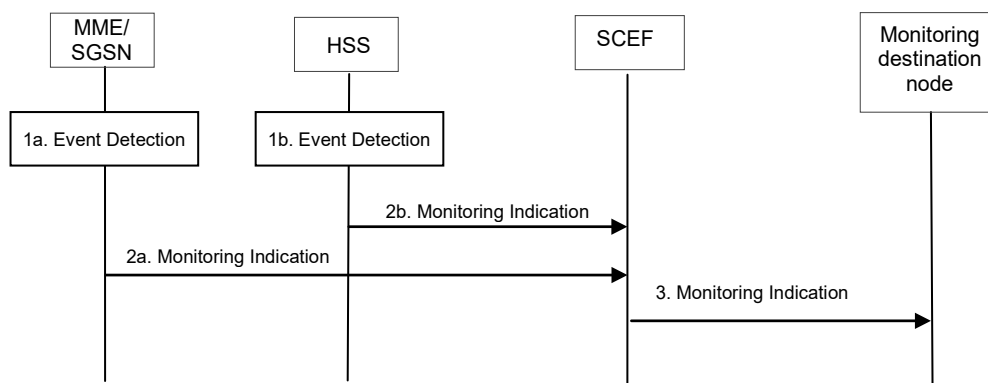 MME/
SGSN
HSS
SCEF
Monitoring
destination
node
1a. Event Detection
1b. Event Detection
2b. Monitoring Indication
2a. Monitoring Indication
3. Monitoring Indication